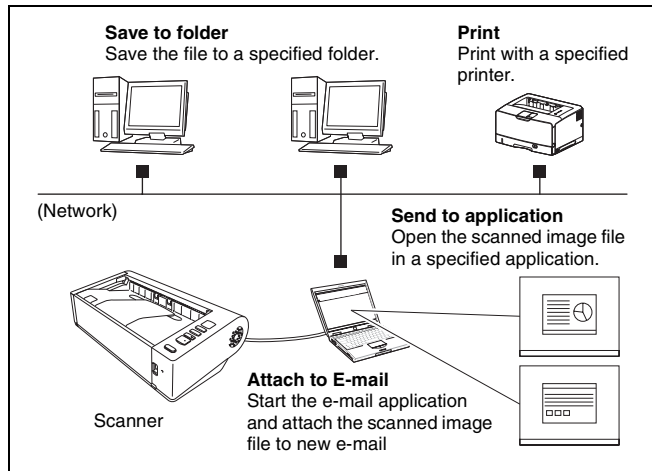 Save to folder
Save the file to a specified folder.
Print
Print with a specified
printer.
(Network)
Send to application
Open the scanned image file
in a specified application.
Scanner
Attach to E-mail
Start the e-mail application
and attach the scanned image
file to new e-mail